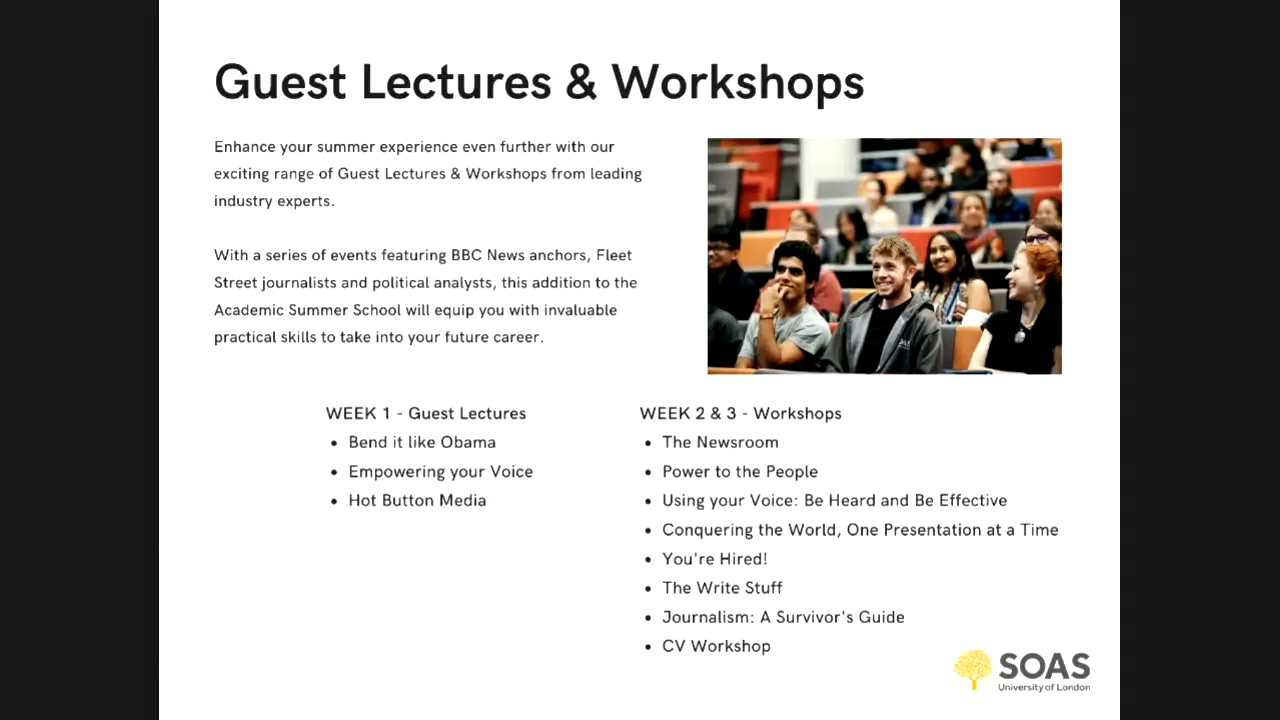 Guest Lectures & Workshops
Enhance your summer experience even further with our
exciting range of Guest Lectures & Workshops from leading
industry experts.
With a series of events featuring BBC News anchors, Fleet
Street journalists and political analysts, this addition to the
Academic Summer School will equip you with invaluable
practical skills to take into your future career.
WEEK 1 - Guest Lectures
• Bend it like Obama
• Empowering your Voice
• Hot Button Media
WEEK 2 & 3 - Workshops
• The Newsroom
• Power to the People
• Using your Voice: Be Heard and Be Effective
• Conquering the World, One Presentation at a Time
• You're Hired!
• The Write Stuff
• Journalism: A Survivor's Guide
• CV Workshop
SOAS
University of London